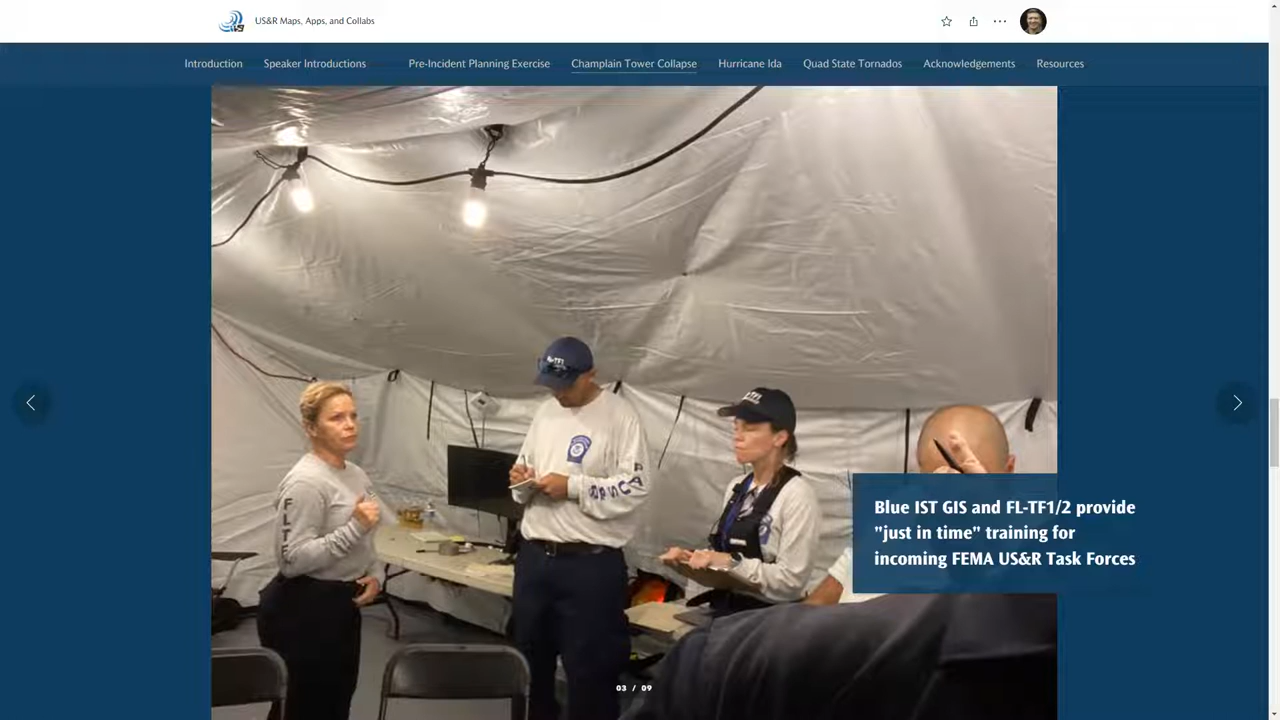 US&R Maps, Apps, and Collabs
Introduction
Speaker Introductions
Pre-Incident Planning Exercise
Champlain Tower Collapse
Hurricane Ida
Quad State Tornados
Acknowledgements
Resources
FLTF
Blue IST GIS and FL-TF1/2 provide
"just in time" training for
incoming FEMA US&R Task Forces
03 / 09